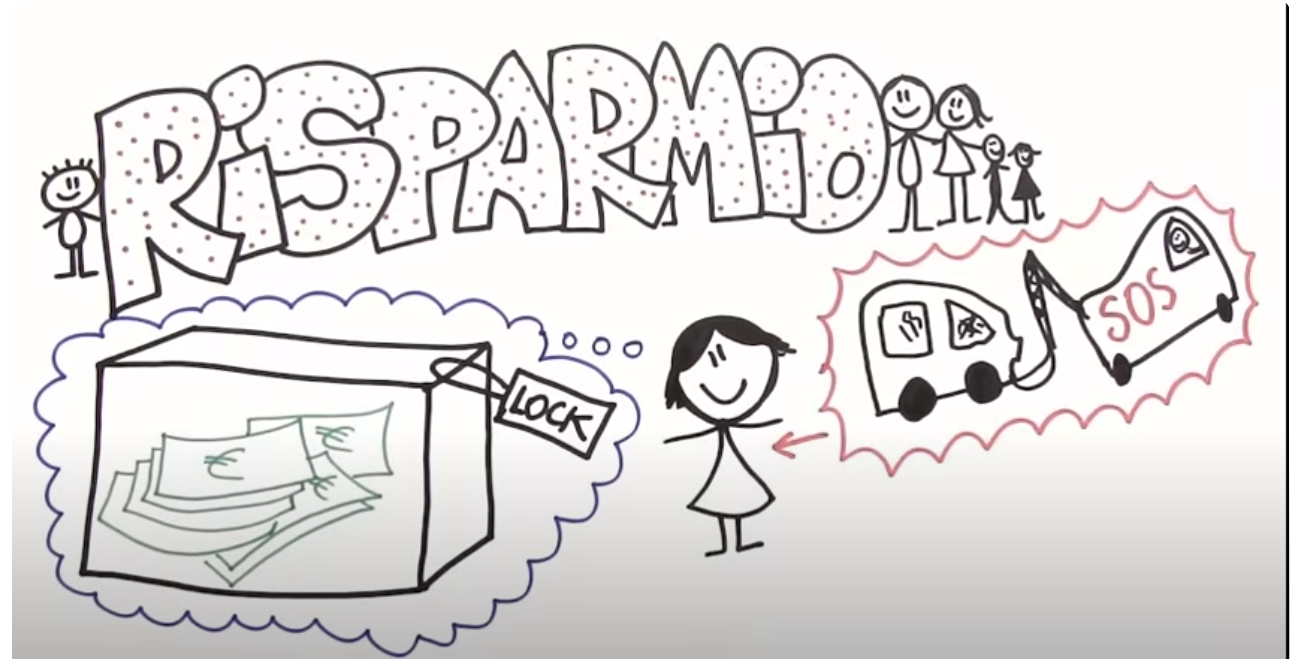 RiSPARMiO
SOS
LOCK
€
€
€